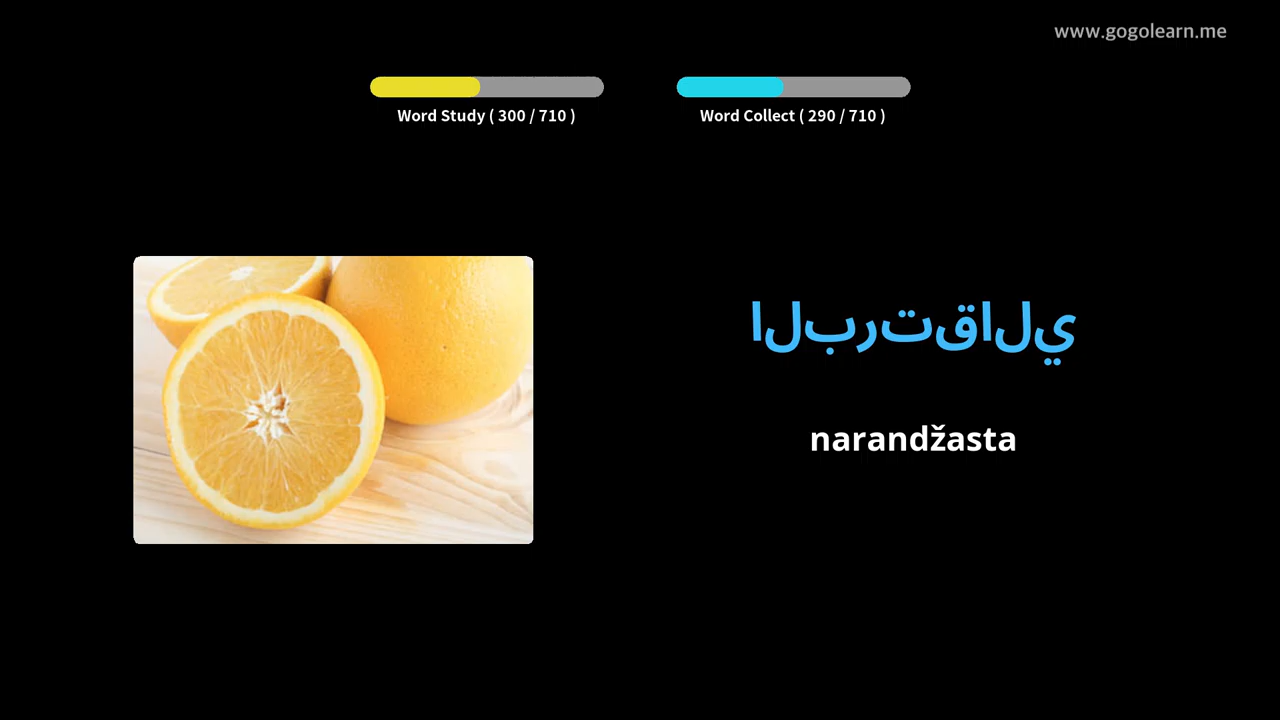 www.gogolearn.me
Word Study ( 300 / 710 )
Word Collect ( 290 / 710 )
البرتقالي
narandžasta